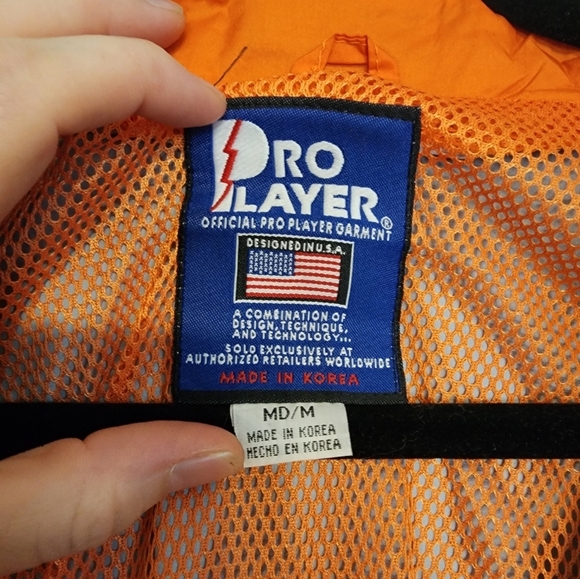 PRO
PLAYER®
OFFICIAL PRO PLAYER GARMENT
DESIGNED IN U.S.A.
A COMBINATION OF
DESIGN, TECHNIQUE,
AND TECHNOLOGY...
SOLD EXCLUSIVELY AT
AUTHORIZED RETAILERS WORLDWIDE
MADE IN KOREA
MD/M
MADE IN KOREA
HECHO EN KOREA